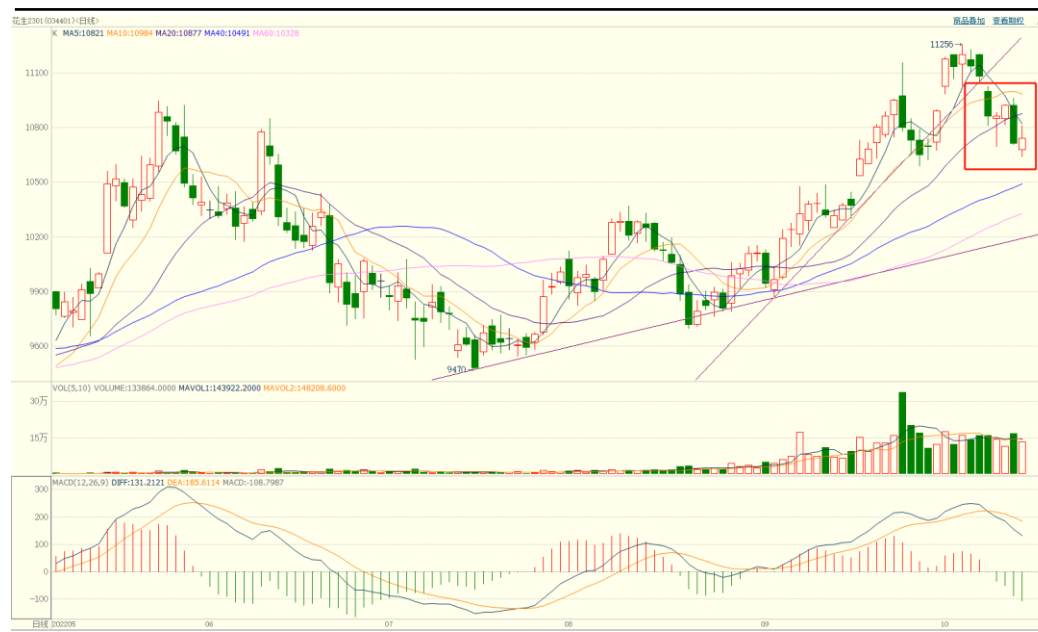 花生2301(034401)<日线>
商品叠加 查看期权
K MA5:10821 MA10:10984 MA20:10877 MA40:10491 MA60:10328
11256→
11100
10800
10500
10200
9900
9600
9470→
VOL(5,10) VOLUME:133864.0000 MAVOL1:143922.2000 MAVOL2:148208.6000
30万
15万
MACD(12,26,9) DIFF:131.2121 DEA:185.6114 MACD:-108.7987
300
200
100
0
-100
日线 202205 06 07 08 09 10